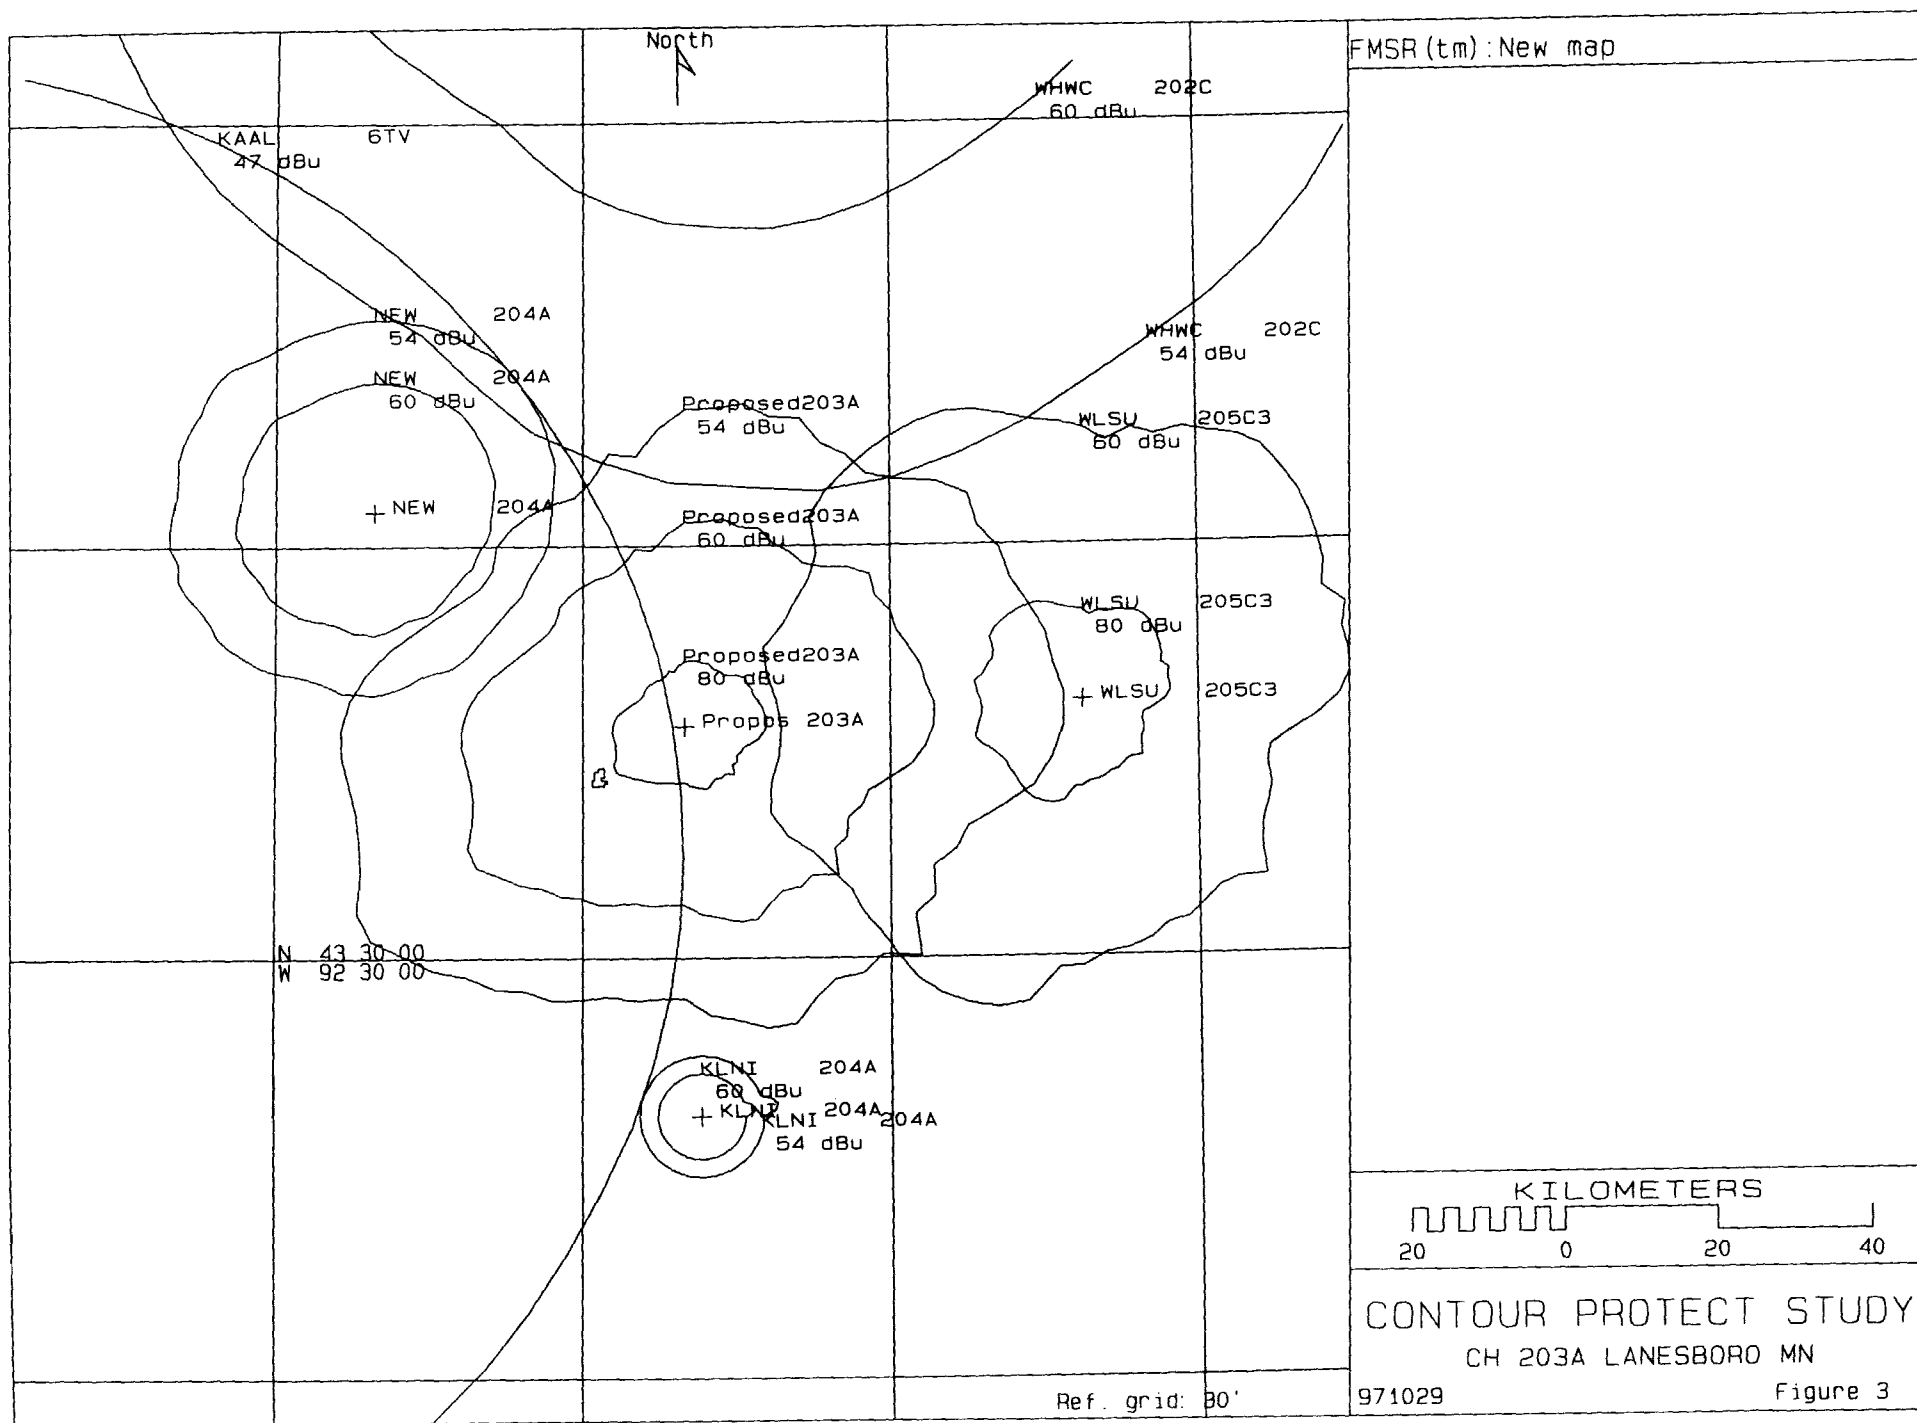 North
FMSR(tm):New map
WHWC 202C
60 dBu
KAAL 6TV
47 dBu
NEW 204A
54 dBu
WHWC 202C
54 dBu
NEW 204A
60 dBu
Proposed203A
54 dBu
WLSU 205C3
60 dBu
NEW 204A
Proposed203A
60 dBu
WLSU 205C3
80 dBu
Proposed203A
80 dBu
WLSU 205C3
Propos 203A
N 43 30 00
W 92 30 00
KLNI 204A
60 dBu
KLNI 204A
KLNI 204A
54 dBu
KILOMETERS
20 0 20 40
CONTOUR PROTECT STUDY
CH 203A LANESBORO MN
Ref. grid: 30'
971029
Figure 3